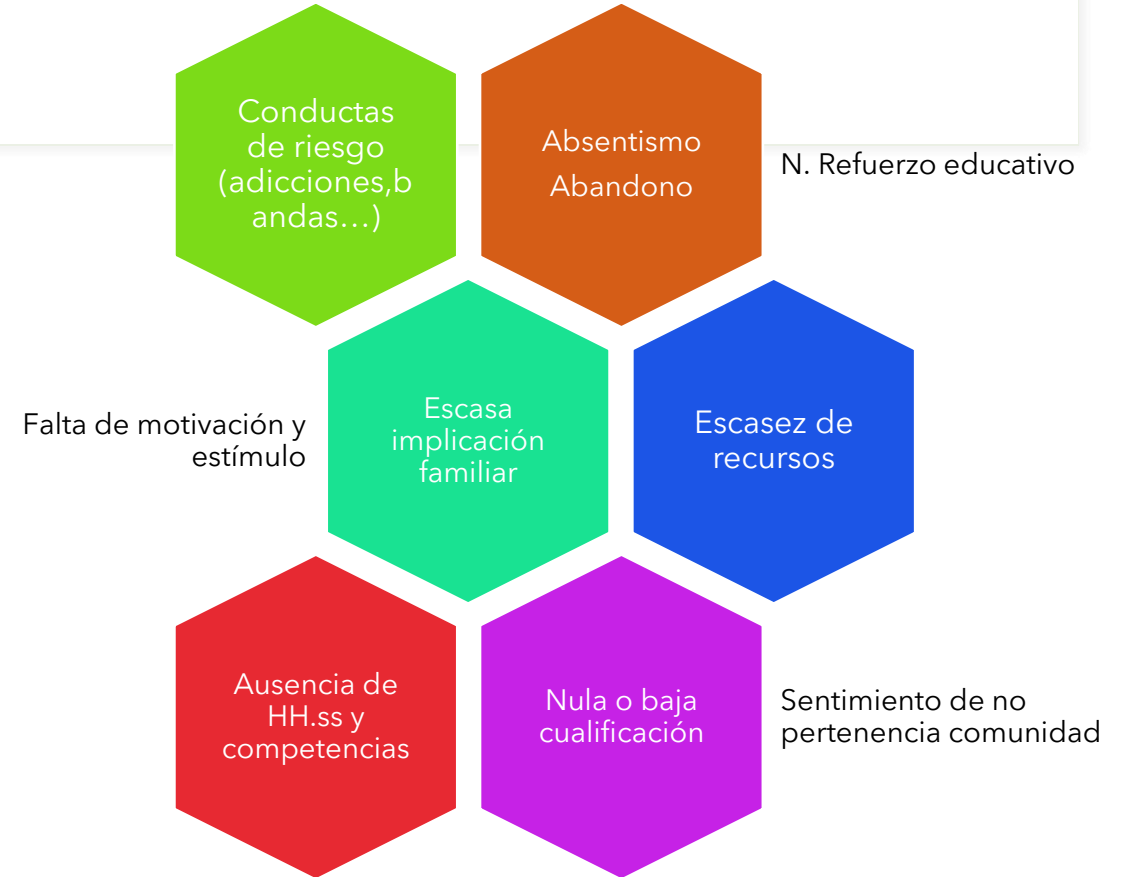 Conductas
de riesgo
(adicciones,b
andas...)
Absentismo
Abandono
N. Refuerzo educativo
Falta de motivación y
estímulo
Escasa
implicación
familiar
Escasez de
recursos
Ausencia de
HH.ss y
competencias
Nula o baja
cualificación
Sentimiento de no
pertenencia comunidad